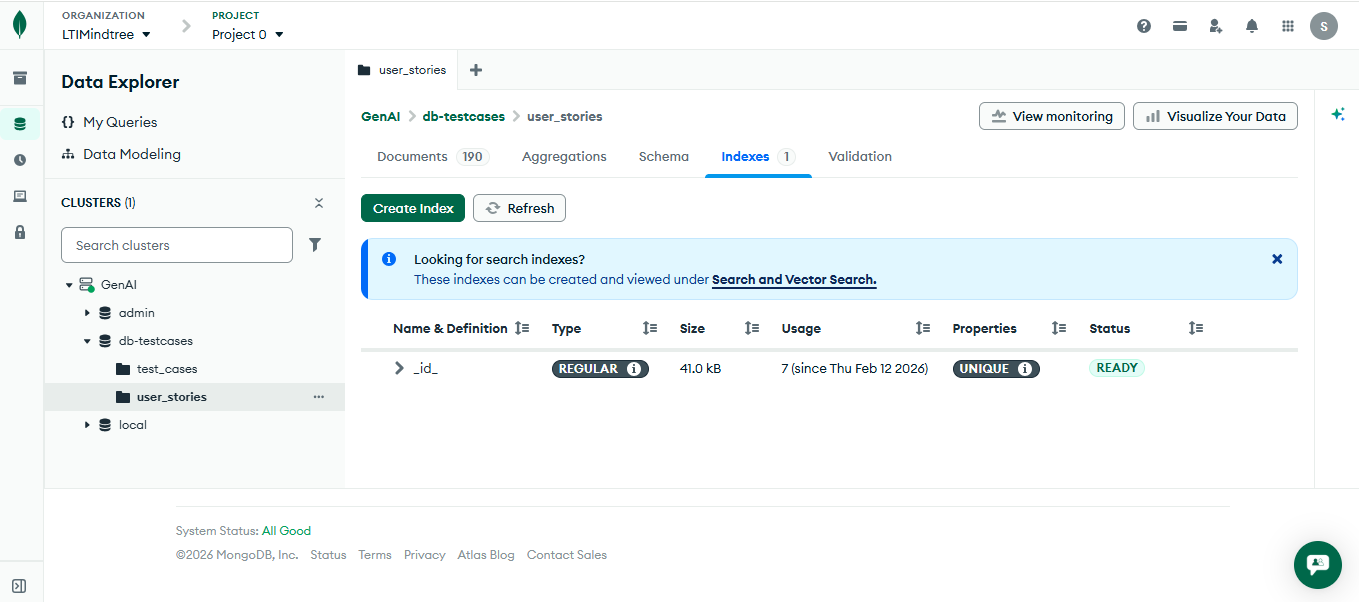 ORGANIZATION
LTIMindtree
PROJECT
Project 0
S
Data Explorer
My Queries
Data Modeling
CLUSTERS (1)
Search clusters
GenAI
admin
db-testcases
test_cases
user_stories
local
user_stories
GenAI > db-testcases > user_stories
View monitoring
Visualize Your Data
Documents 190 Aggregations Schema Indexes 1 Validation
Create Index Refresh
Looking for search indexes?
These indexes can be created and viewed under Search and Vector Search.
Name & Definition Type Size Usage Properties Status
_id_ REGULAR 41.0 kB 7 (since Thu Feb 12 2026) UNIQUE READY
System Status: All Good
©2026 MongoDB, Inc. Status Terms Privacy Atlas Blog Contact Sales